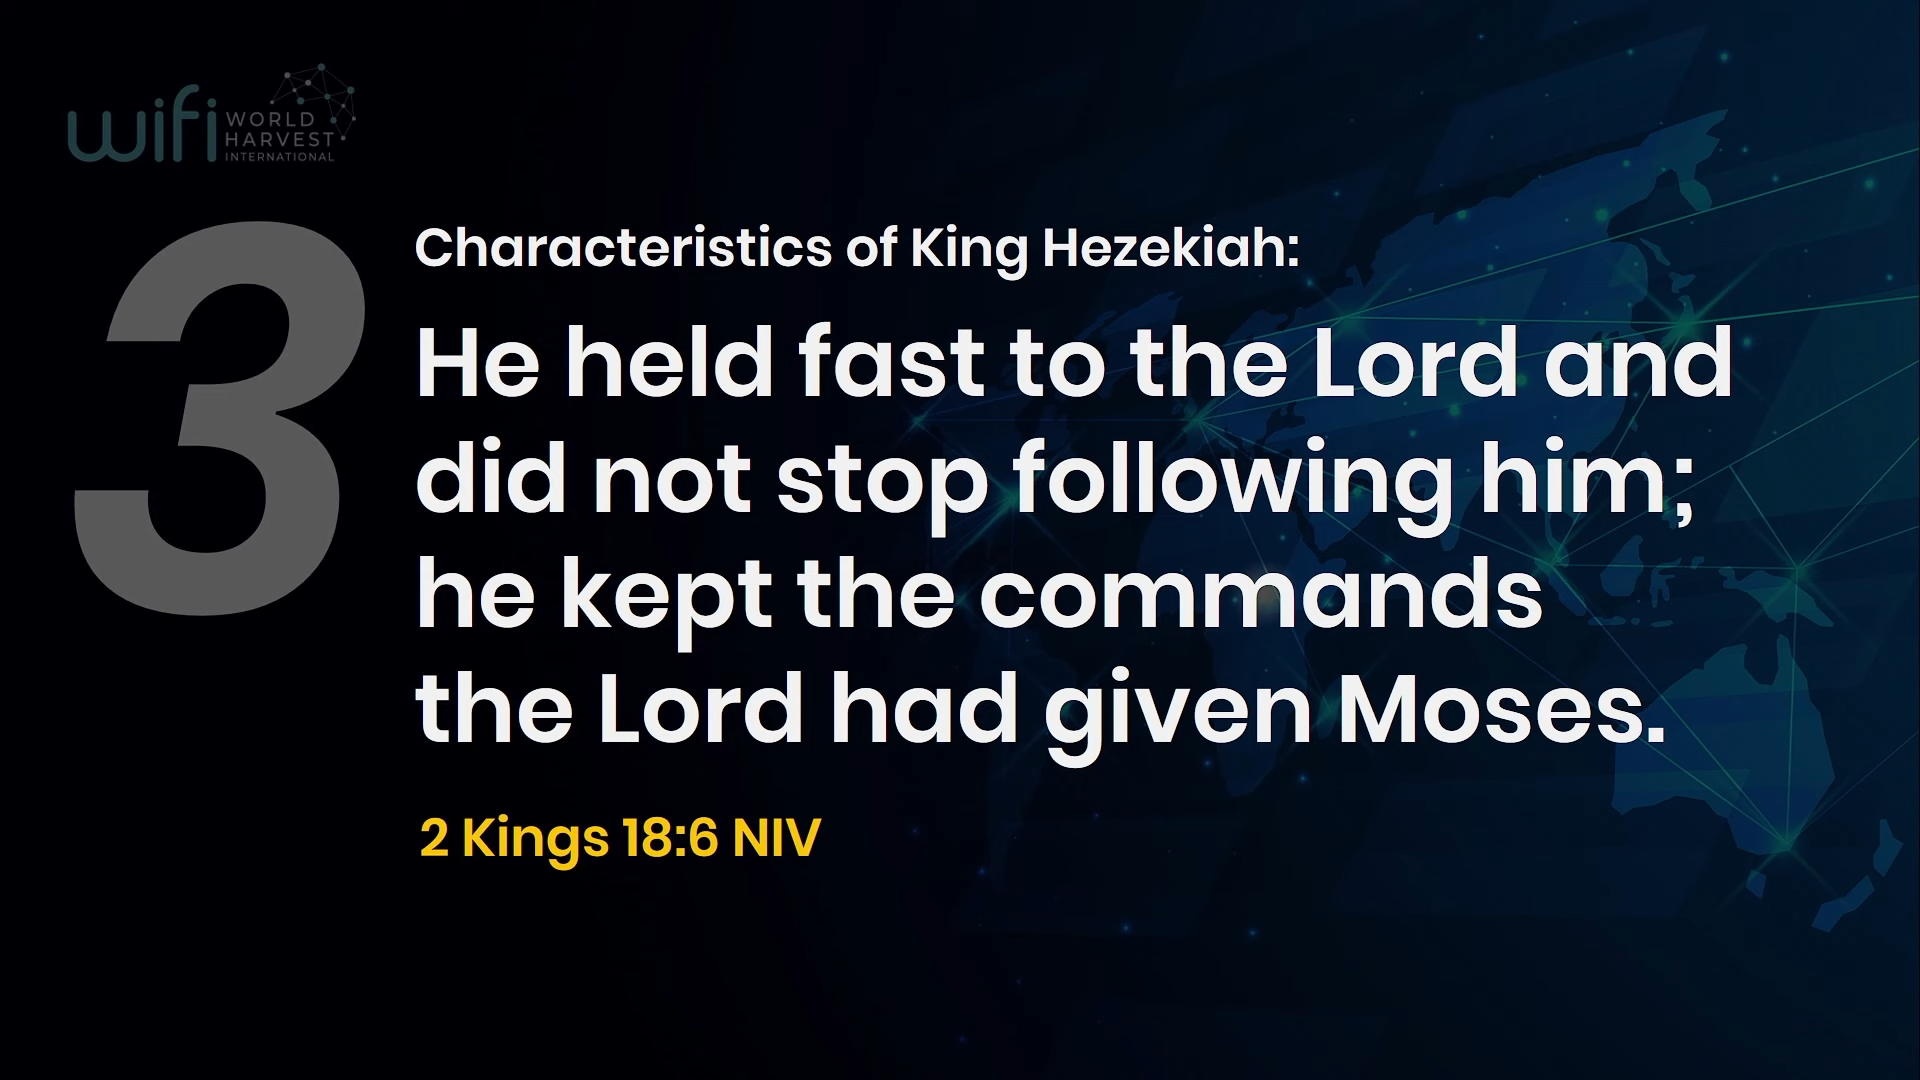 wifi WORLD
HARVEST
INTERNATIONAL
3
Characteristics of King Hezekiah:
He held fast to the Lord and
did not stop following him;
he kept the commands
the Lord had given Moses.
2 Kings 18:6 NIV